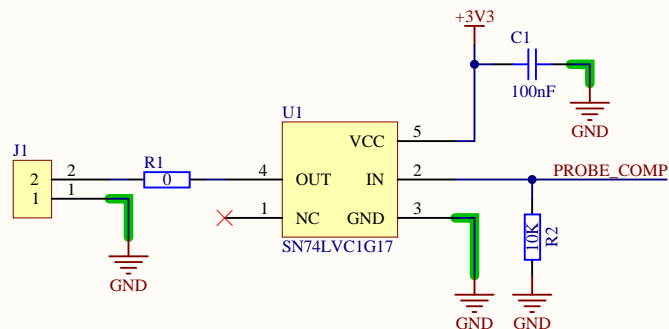 +3V3
C1
100nF
GND
U1
VCC
5
J1
2
2
R1
0
4
OUT
IN
2
PROBE_COMP
1
1
1
NC
GND
3
SN74LVC1G17
10K
R2
GND
GND
GND